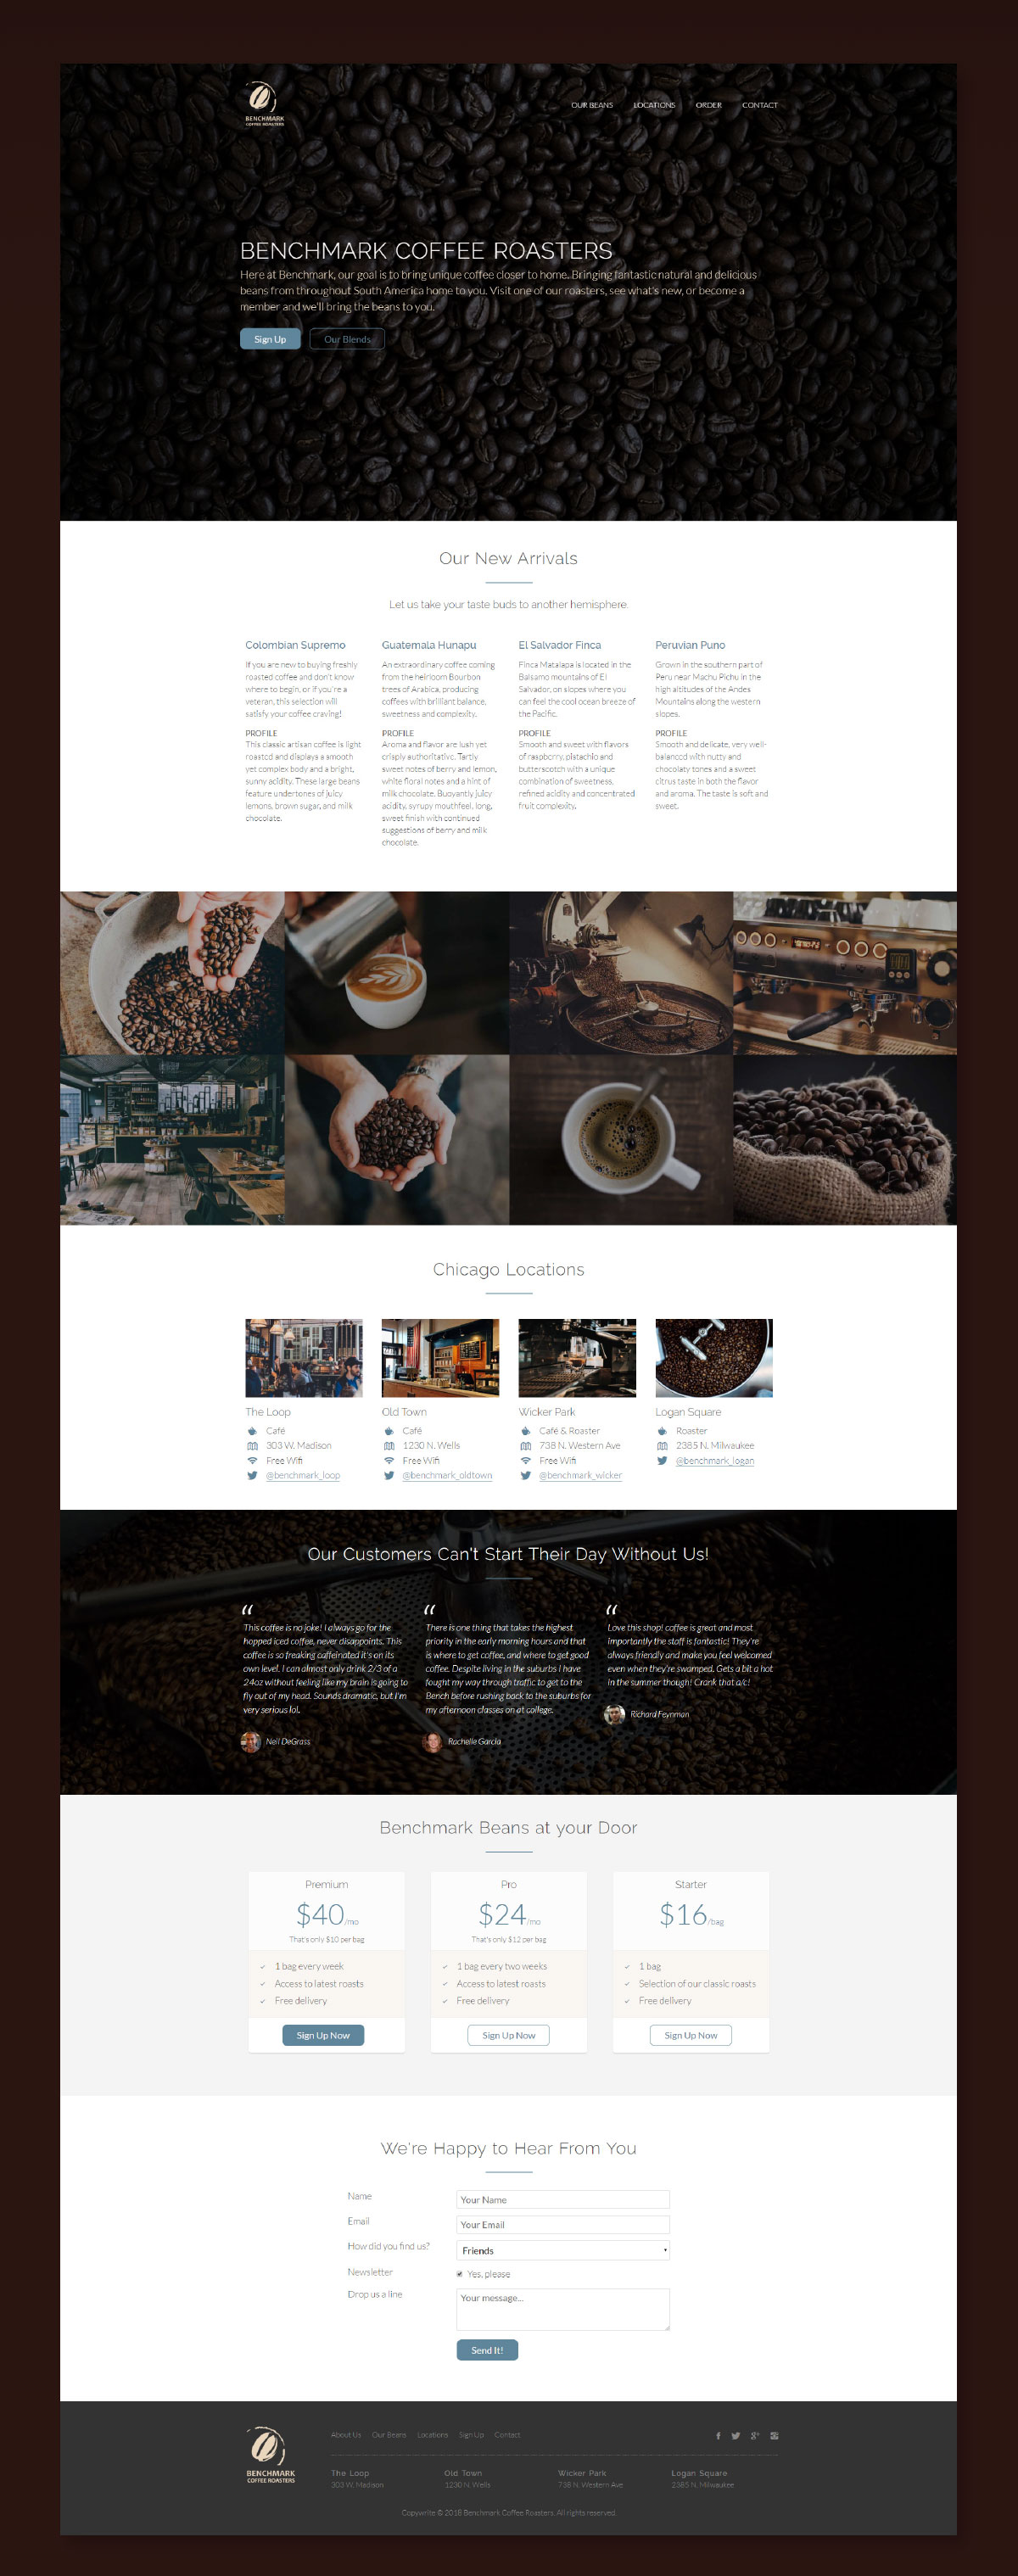 BENCHMARK
COFFEE ROASTERS
OUR BEANS LOCATIONS ORDER CONTACT
BENCHMARK COFFEE ROASTERS
Here at Benchmark, our goal is to bring unique coffee closer to home. Bringing fantastic natural and delicious
beans from throughout South America home to you. Visit one of our roasters, see what's new, or become a
member and we'll bring the beans to you.
Sign Up Our Blends
Our New Arrivals
Let us take your taste buds to another hemisphere.
Colombian Supremo
If you are new to buying freshly
roasted coffee and don't know
where to begin, or if you're a
veteran, this selection will
satisfy your coffee craving!
PROFILE
This classic artisan coffee is light
roasted and displays a smooth
yet complex body and a bright,
sunny acidity. These large beans
feature undertones of juicy
lemons, brown sugar, and milk
chocolate.
Guatemala Hunapu
An extraordinary coffee coming
from the heirloom Bourbon
trees of Arabica, producing
coffees with brilliant balance,
sweetness and complexity.
PROFILE
Aroma and flavor are lush yet
crisply authoritative. Tartly
sweet notes of berry and lemon,
white floral notes and a hint of
milk chocolate. Buoyantly juicy
acidity, syrupy mouthfeel, long,
sweet finish with continued
suggestions of berry and milk
chocolate.
El Salvador Finca
Finca Matalapa is located in the
Balsamo mountains of El
Salvador, on slopes where you
can feel the cool ocean breeze of
the Pacific.
PROFILE
Smooth and sweet with flavors
of raspberry, pistachio and
butterscotch with a unique
combination of sweetness,
refined acidity and concentrated
fruit complexity.
Peruvian Puno
Grown in the southern part of
Peru near Machu Pichu in the
high altitudes of the Andes
Mountains along the western
slopes.
PROFILE
Smooth and delicate, very well-
balanced with nutty and
chocolaty tones and a sweet
citrus taste in both the flavor
and aroma. The taste is soft and
sweet.
Chicago Locations
The Loop
Café
303 W. Madison
Free Wifi
@benchmark_loop
Old Town
Café
1230 N. Wells
Free Wifi
@benchmark_oldtown
Wicker Park
Café & Roaster
738 N. Western Ave
Free Wifi
@benchmark_wicker
Logan Square
Roaster
2385 N. Milwaukee
@benchmark_logan
Our Customers Can't Start Their Day Without Us!
“
This coffee is no joke! I always go for the
hopped iced coffee, never disappoints. This
coffee is so freaking caffeinated it's on its
own level. I can almost only drink 2/3 of a
24oz without feeling like my brain is going to
fly out of my head. Sounds dramatic, but I'm
very serious lol.
Neil DeGrass
“
There is one thing that takes the highest
priority in the early morning hours and that
is where to get coffee, and where to get good
coffee. Despite living in the suburbs I have
fought my way through traffic to get to the
Bench before rushing back to the suburbs for
my afternoon classes on at college.
Rachelle Garcia
“
Love this shop! coffee is great and most
importantly the staff is fantastic! They're
always friendly and make you feel welcomed
even when they're swamped. Gets a bit a hot
in the summer though! Crank that a/c!
Richard Feynman
Benchmark Beans at your Door
Premium
$40/mo
That's only $10 per bag
1 bag every week
Access to latest roasts
Free delivery
Sign Up Now
Pro
$24/mo
That's only $12 per bag
1 bag every two weeks
Access to latest roasts
Free delivery
Sign Up Now
Starter
$16/bag
1 bag
Selection of our classic roasts
Free delivery
Sign Up Now
We're Happy to Hear From You
Name Your Name
Email Your Email
How did you find us? Friends
Newsletter Yes, please
Drop us a line Your message...
Send It!
BENCHMARK
COFFEE ROASTERS
About Us Our Beans Locations Sign Up Contact
The Loop
303 W. Madison
Old Town
1230 N. Wells
Wicker Park
738 N. Western Ave
Logan Square
2385 N. Milwaukee
Copywrite © 2018 Benchmark Coffee Roasters. All rights reserved